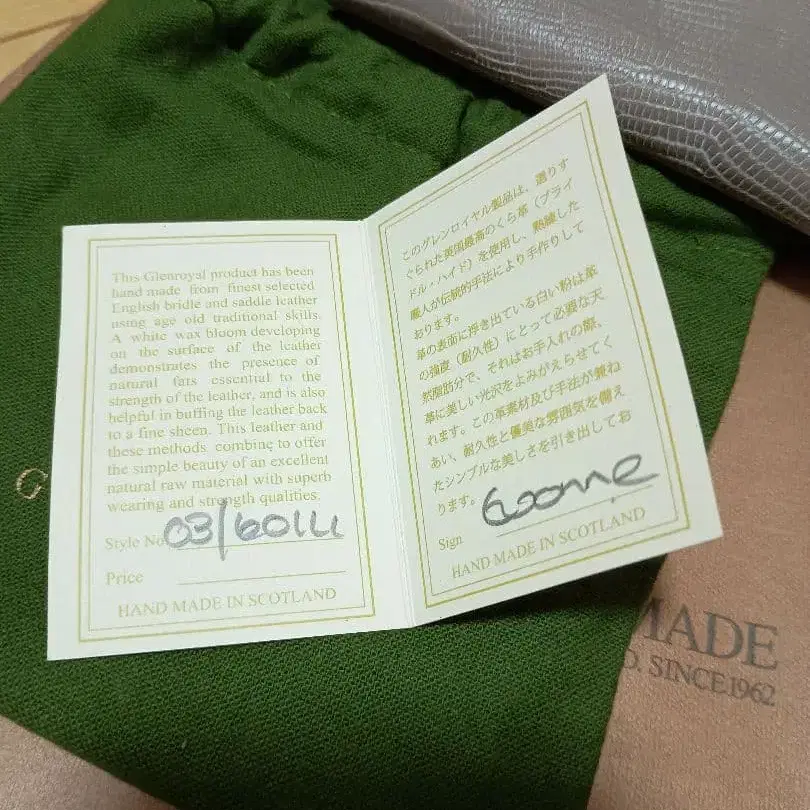 This Glenroyal product has been
hand made from finest selected
English bridle and saddle leather
using age old traditional skills.
A white wax bloom developing
on the surface of the leather
demonstrates the presence of
natural fats essential to the
strength of the leather, and is also
helpful in buffing the leather back
to a fine sheen. This leather and
these methods combine to offer
the simple beauty of an excellent
natural raw material with superb
wearing and strength qualities.
Style No
Price
HAND MADE IN SCOTLAND
このグレンロイヤル製品は、選りす
ぐられた英国最高のくら革（ブライ
ドル・ハイド）を使用し、熟練した
職人が伝統的手法により手作りして
おります。
革の表面に浮き出ている白い粉は革
の強度（耐久性）にとって必要な天
然脂肪分で、それはお手入れの際、
革に美しい光沢をよみがえらせてく
れます。この革素材及び手法が兼ね
あい、耐久性と優美な雰囲気を備え
たシンプルな美しさを引き出してお
ります。
Sign
HAND MADE IN SCOTLAND
G
MADE
D. SINCE.1962